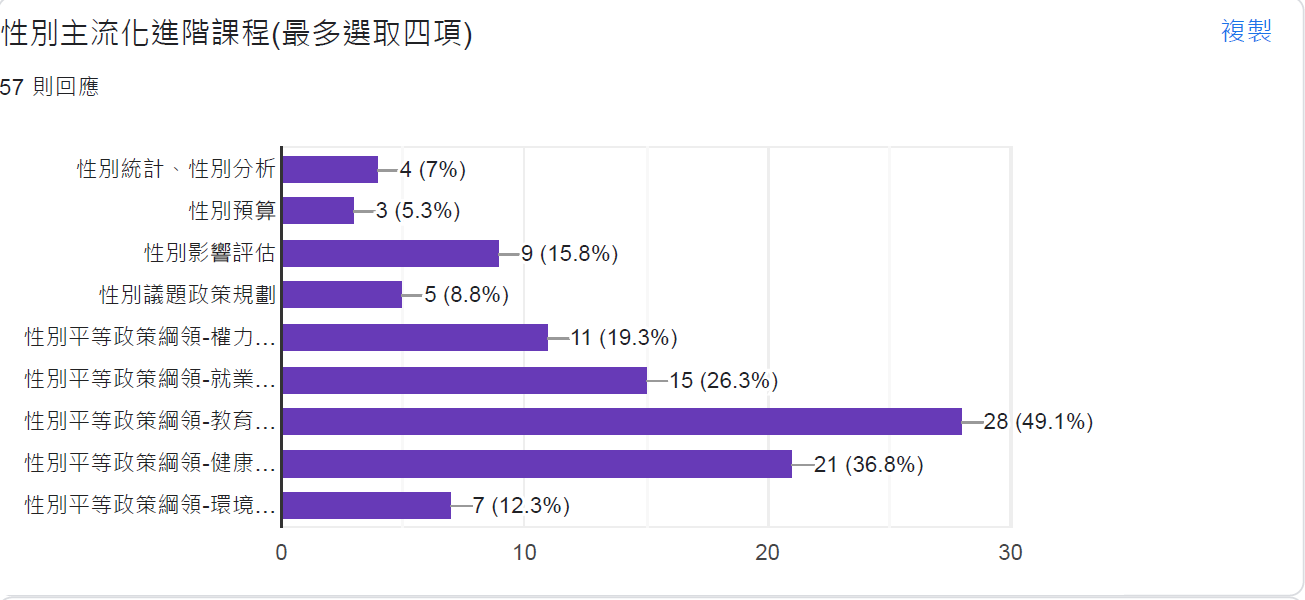 性別主流化進階課程(最多選取四項)
複製
57 則回應
性別統計、性別分析
4 (7%)
性別預算
3 (5.3%)
性別影響評估
9 (15.8%)
性別議題政策規劃
5 (8.8%)
性別平等政策綱領-權力...
11 (19.3%)
性別平等政策綱領-就業...
15 (26.3%)
性別平等政策綱領-教育...
28 (49.1%)
性別平等政策綱領-健康...
21 (36.8%)
性別平等政策綱領-環境...
7 (12.3%)
0 10 20 30